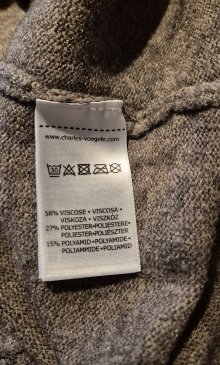 www.charles-voegele.com
58% VISCOSE • VISCOSA •
VISKOZA • VISZKÓZ
27% POLYESTER•POLIESTERE•
POLIESTER•POLIÉSZTER
15% POLYAMID•POLYAMIDE•
POLIAMMIDE•POLIAMID